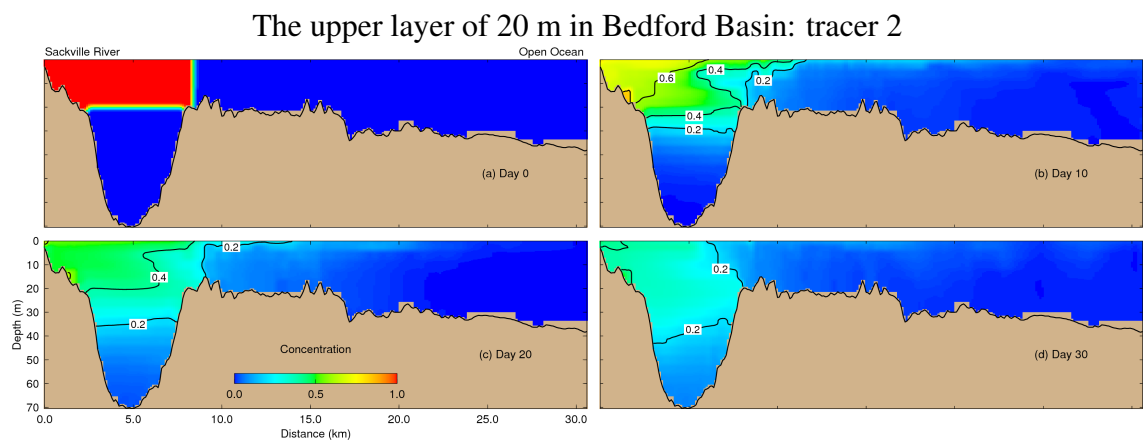 The upper layer of 20 m in Bedford Basin: tracer 2
Sackville River Open Ocean
(a) Day 0
0.6
0.4
0.2
0.4
0.2
(b) Day 10
0
10
20
30
40
50
60
70
Depth (m)
0.2
0.4
0.2
Concentration
0.0 0.5 1.0
(c) Day 20
0.0 5.0 10.0 15.0 20.0 25.0 30.0
Distance (km)
0.2
0.2
(d) Day 30